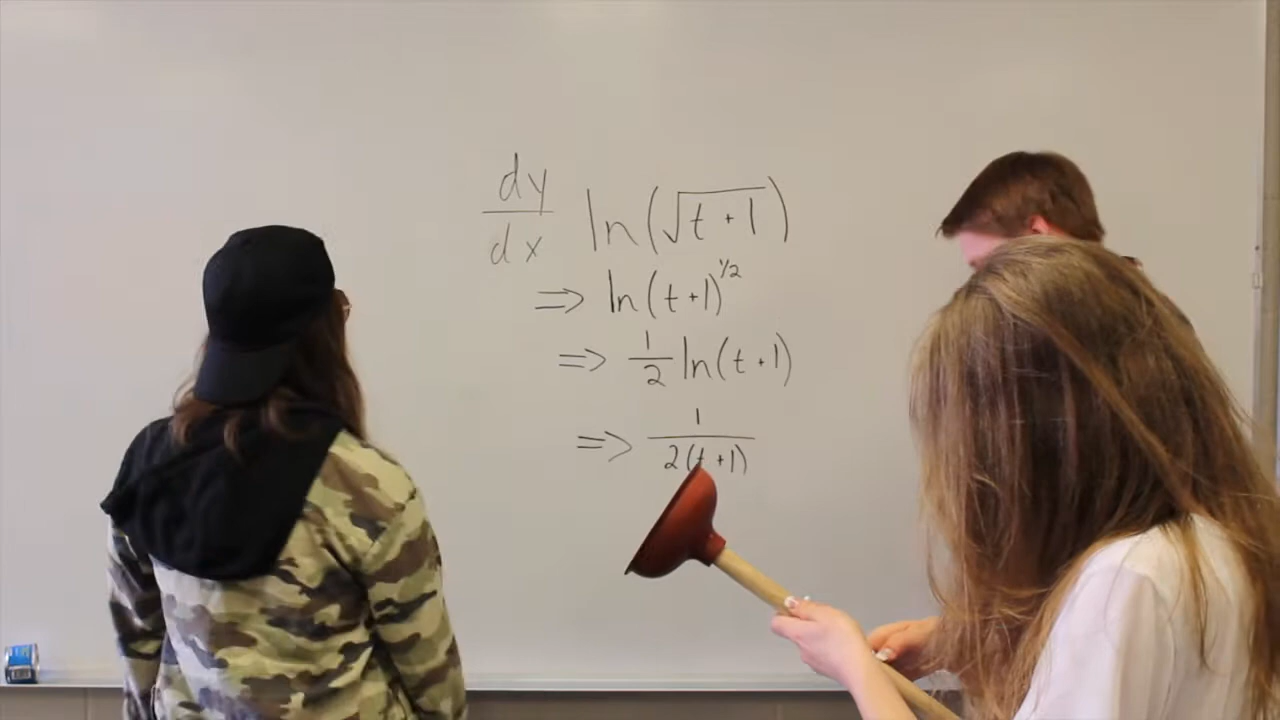 dy/dx ln(√t+1)
⇒ ln(t+1)^1/2
⇒ 1/2 ln(t+1)
⇒ 1/2(t+1)